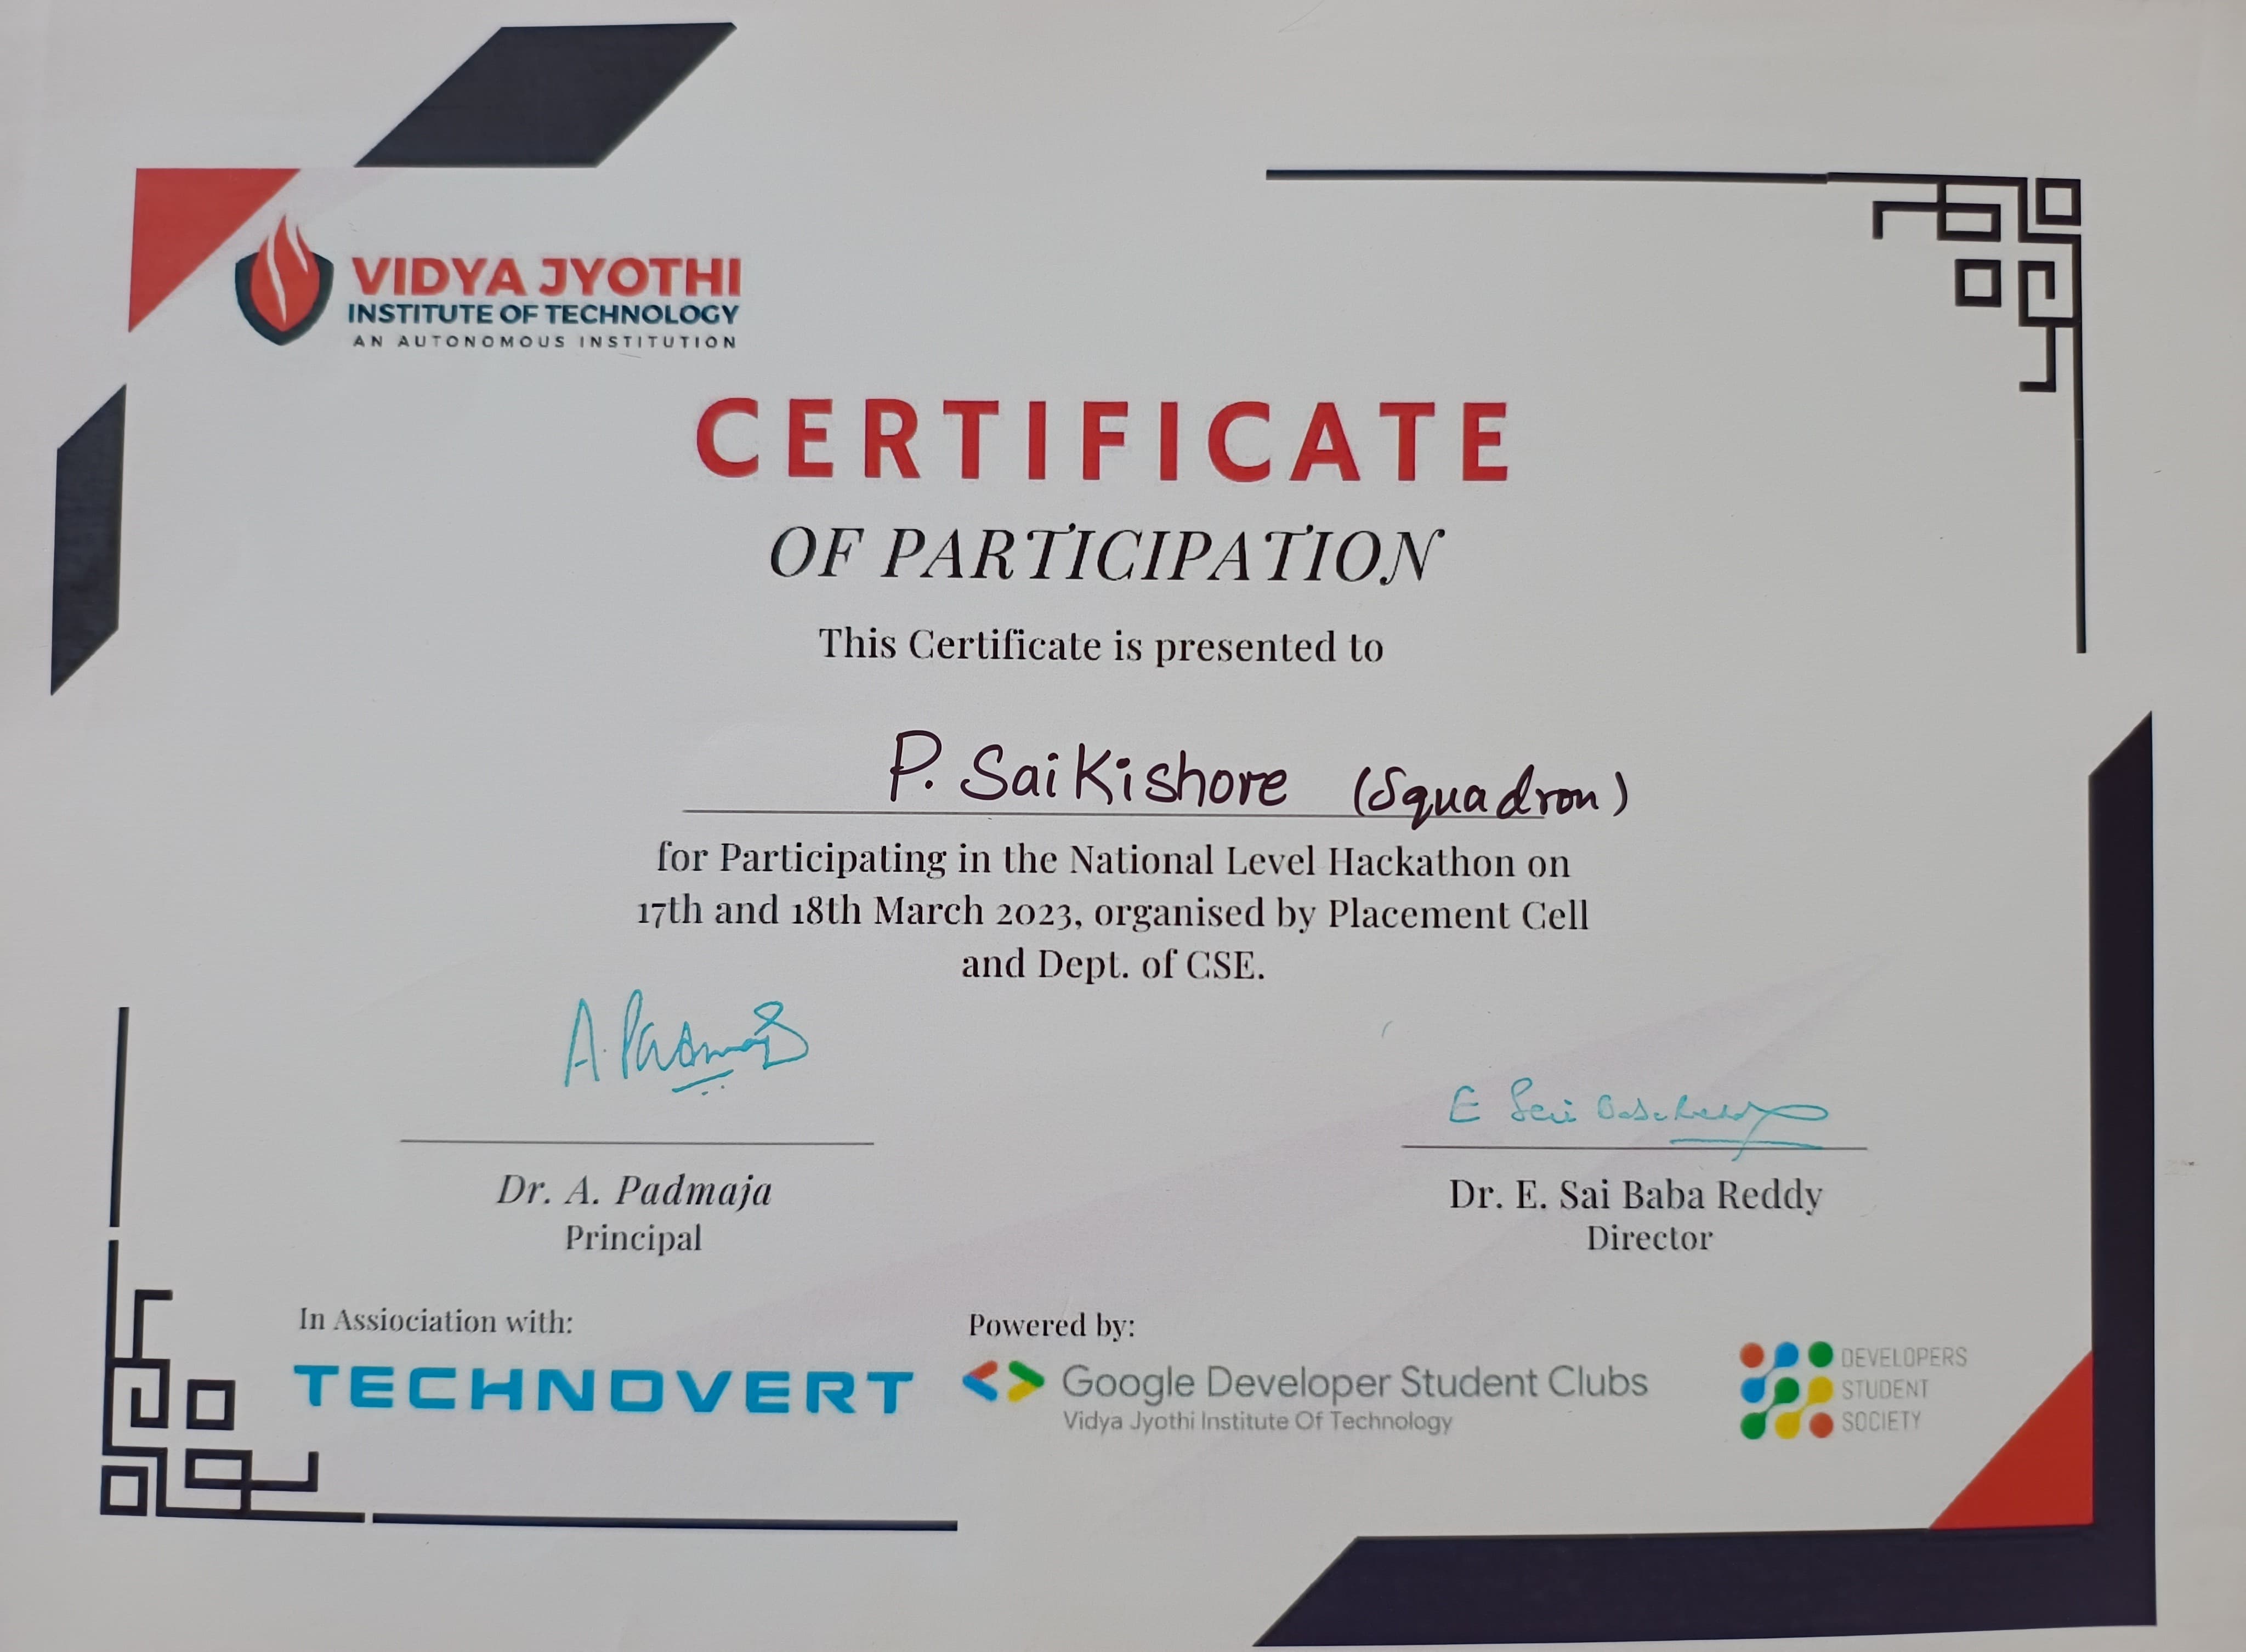 VIDYA JYOTHI
INSTITUTE OF TECHNOLOGY
AN AUTONOMOUS INSTITUTION
CERTIFICATE
OF PARTICIPATION
This Certificate is presented to
P. Sai Kishore (Squadron)
for Participating in the National Level Hackathon on
17th and 18th March 2023, organised by Placement Cell
and Dept. of CSE.
A. Padmaja
E Sai Baba Reddy
Dr. A. Padmaja
Principal
Dr. E. Sai Baba Reddy
Director
In Assiociation with:
TECHNOVERT
Powered by:
Google Developer Student Clubs
Vidya Jyothi Institute Of Technology
DEVELOPERS
STUDENT
SOCIETY